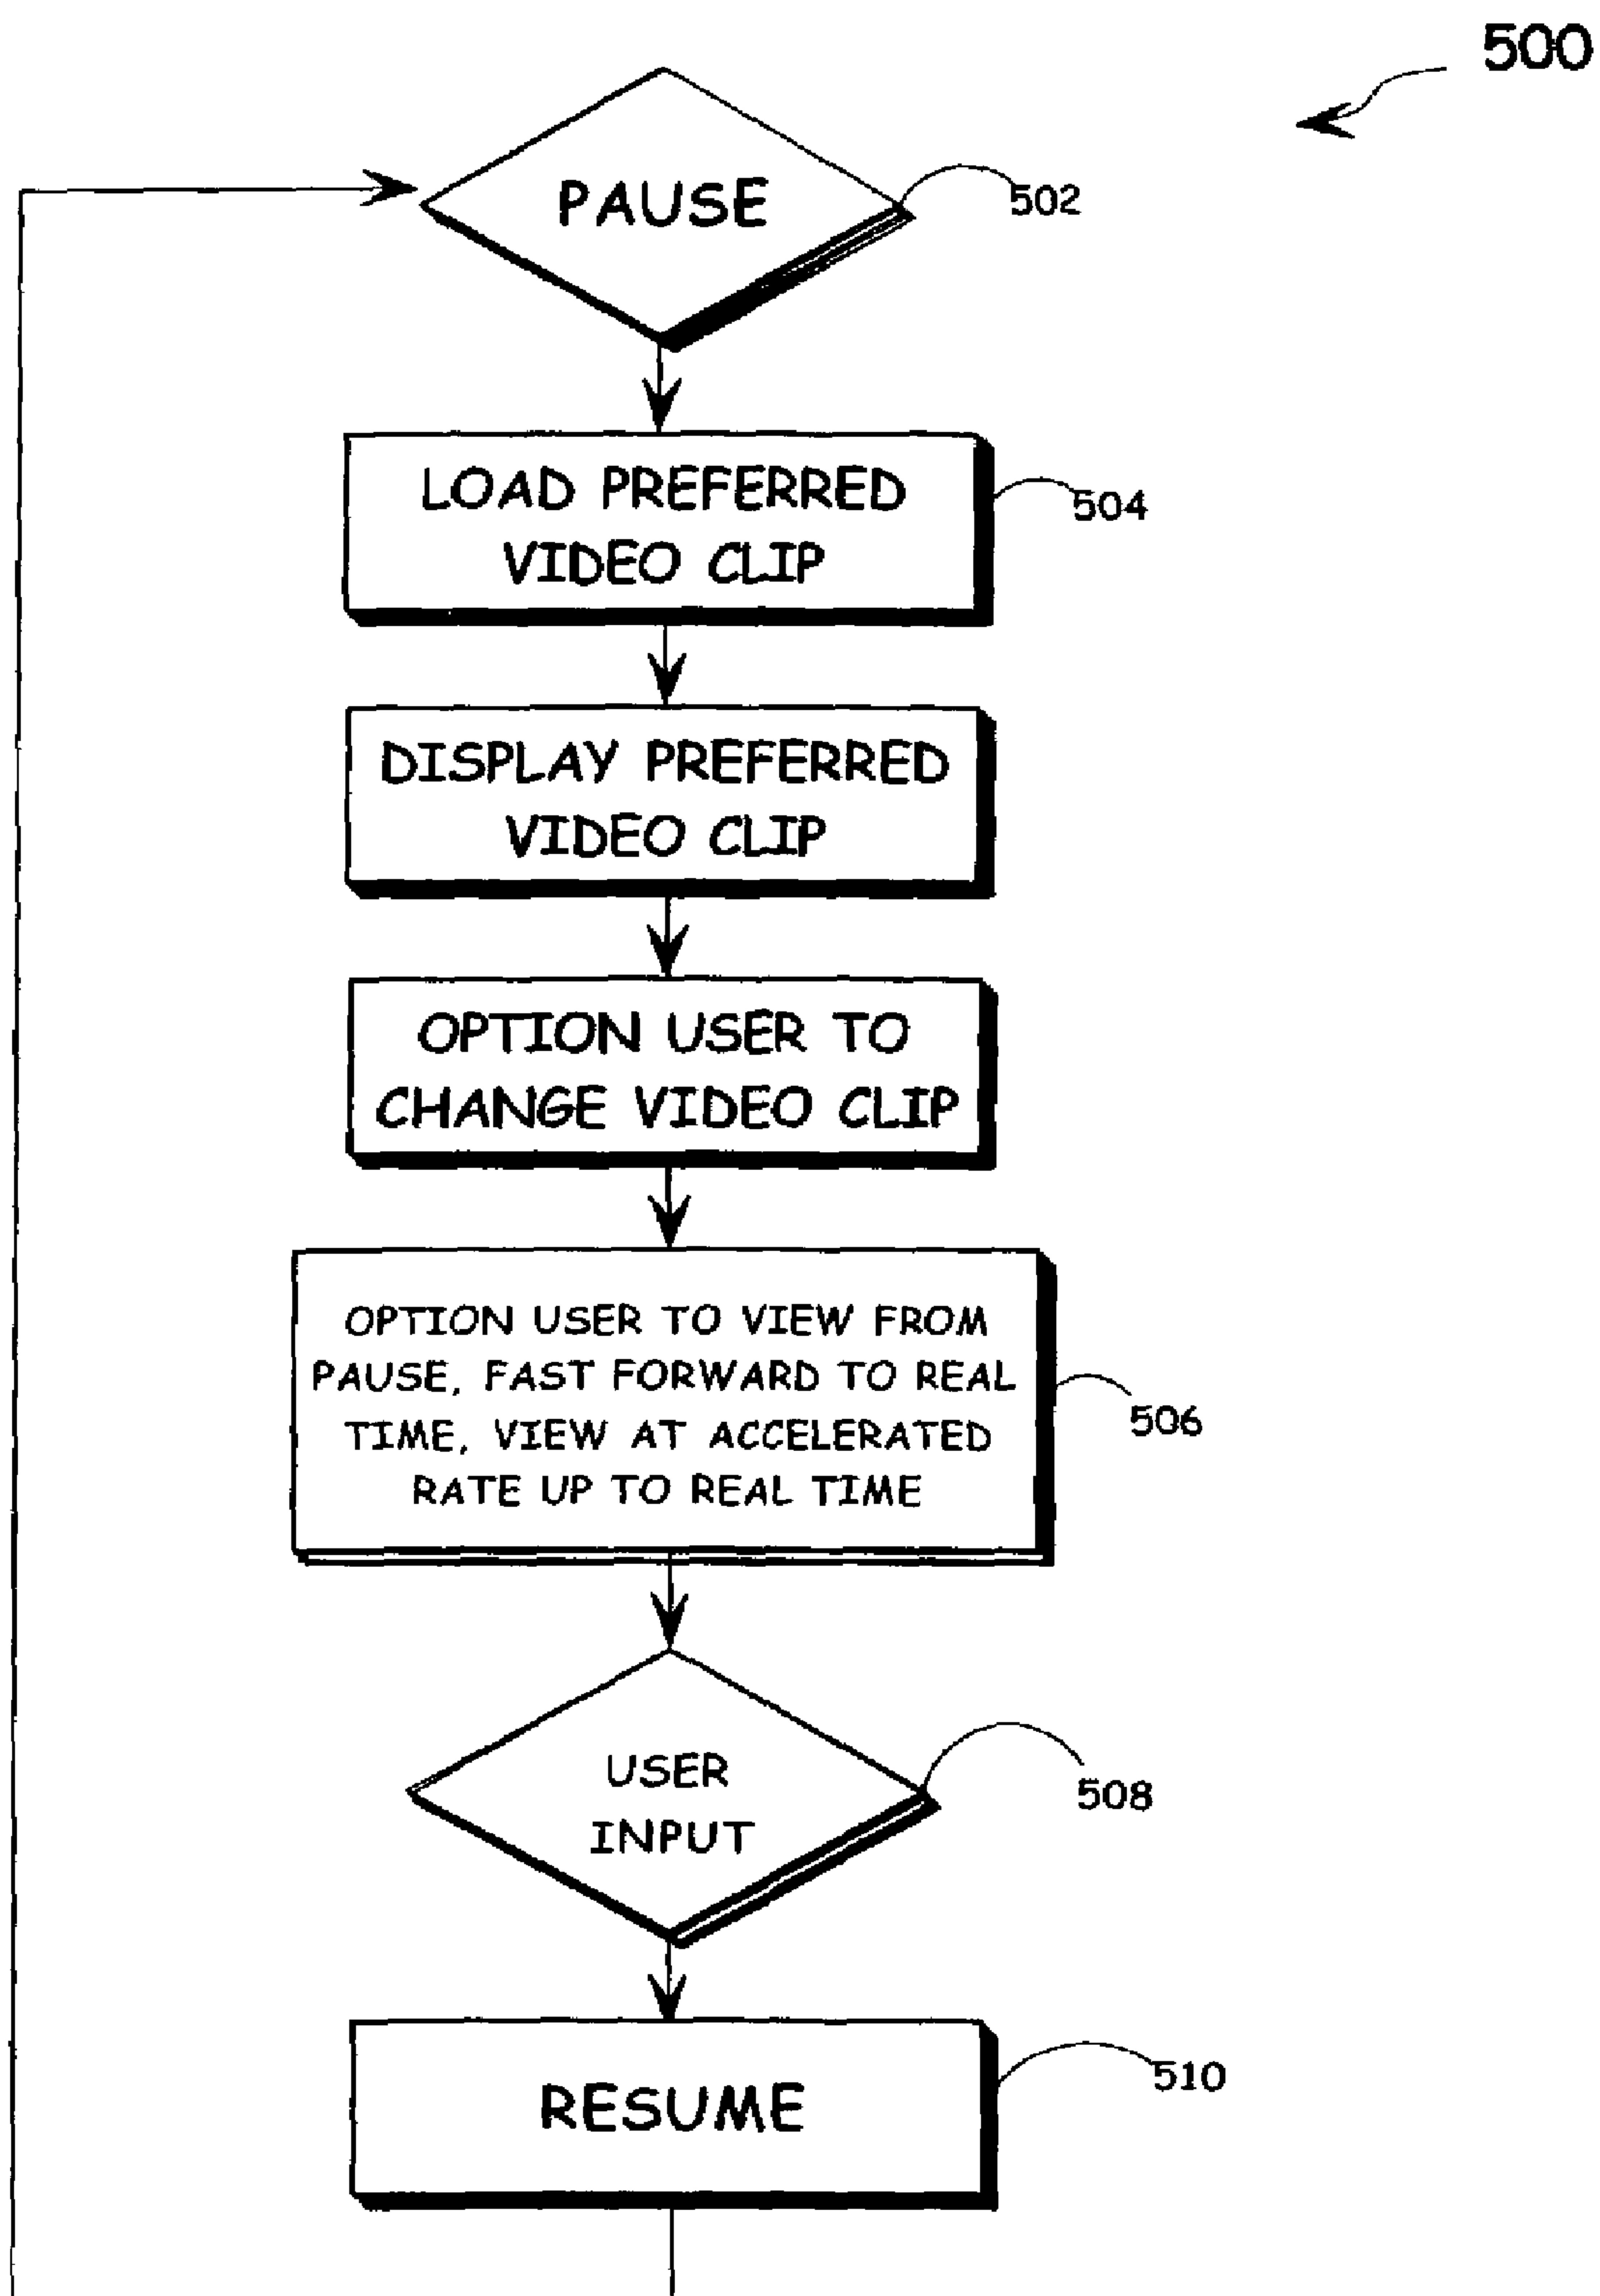 500
PAUSE
502
LOAD PREFERRED
VIDEO CLIP
504
DISPLAY PREFERRED
VIDEO CLIP
OPTION USER TO
CHANGE VIDEO CLIP
OPTION USER TO VIEW FROM
PAUSE, FAST FORWARD TO REAL
TIME, VIEW AT ACCELERATED
RATE UP TO REAL TIME
506
USER
INPUT
508
RESUME
510